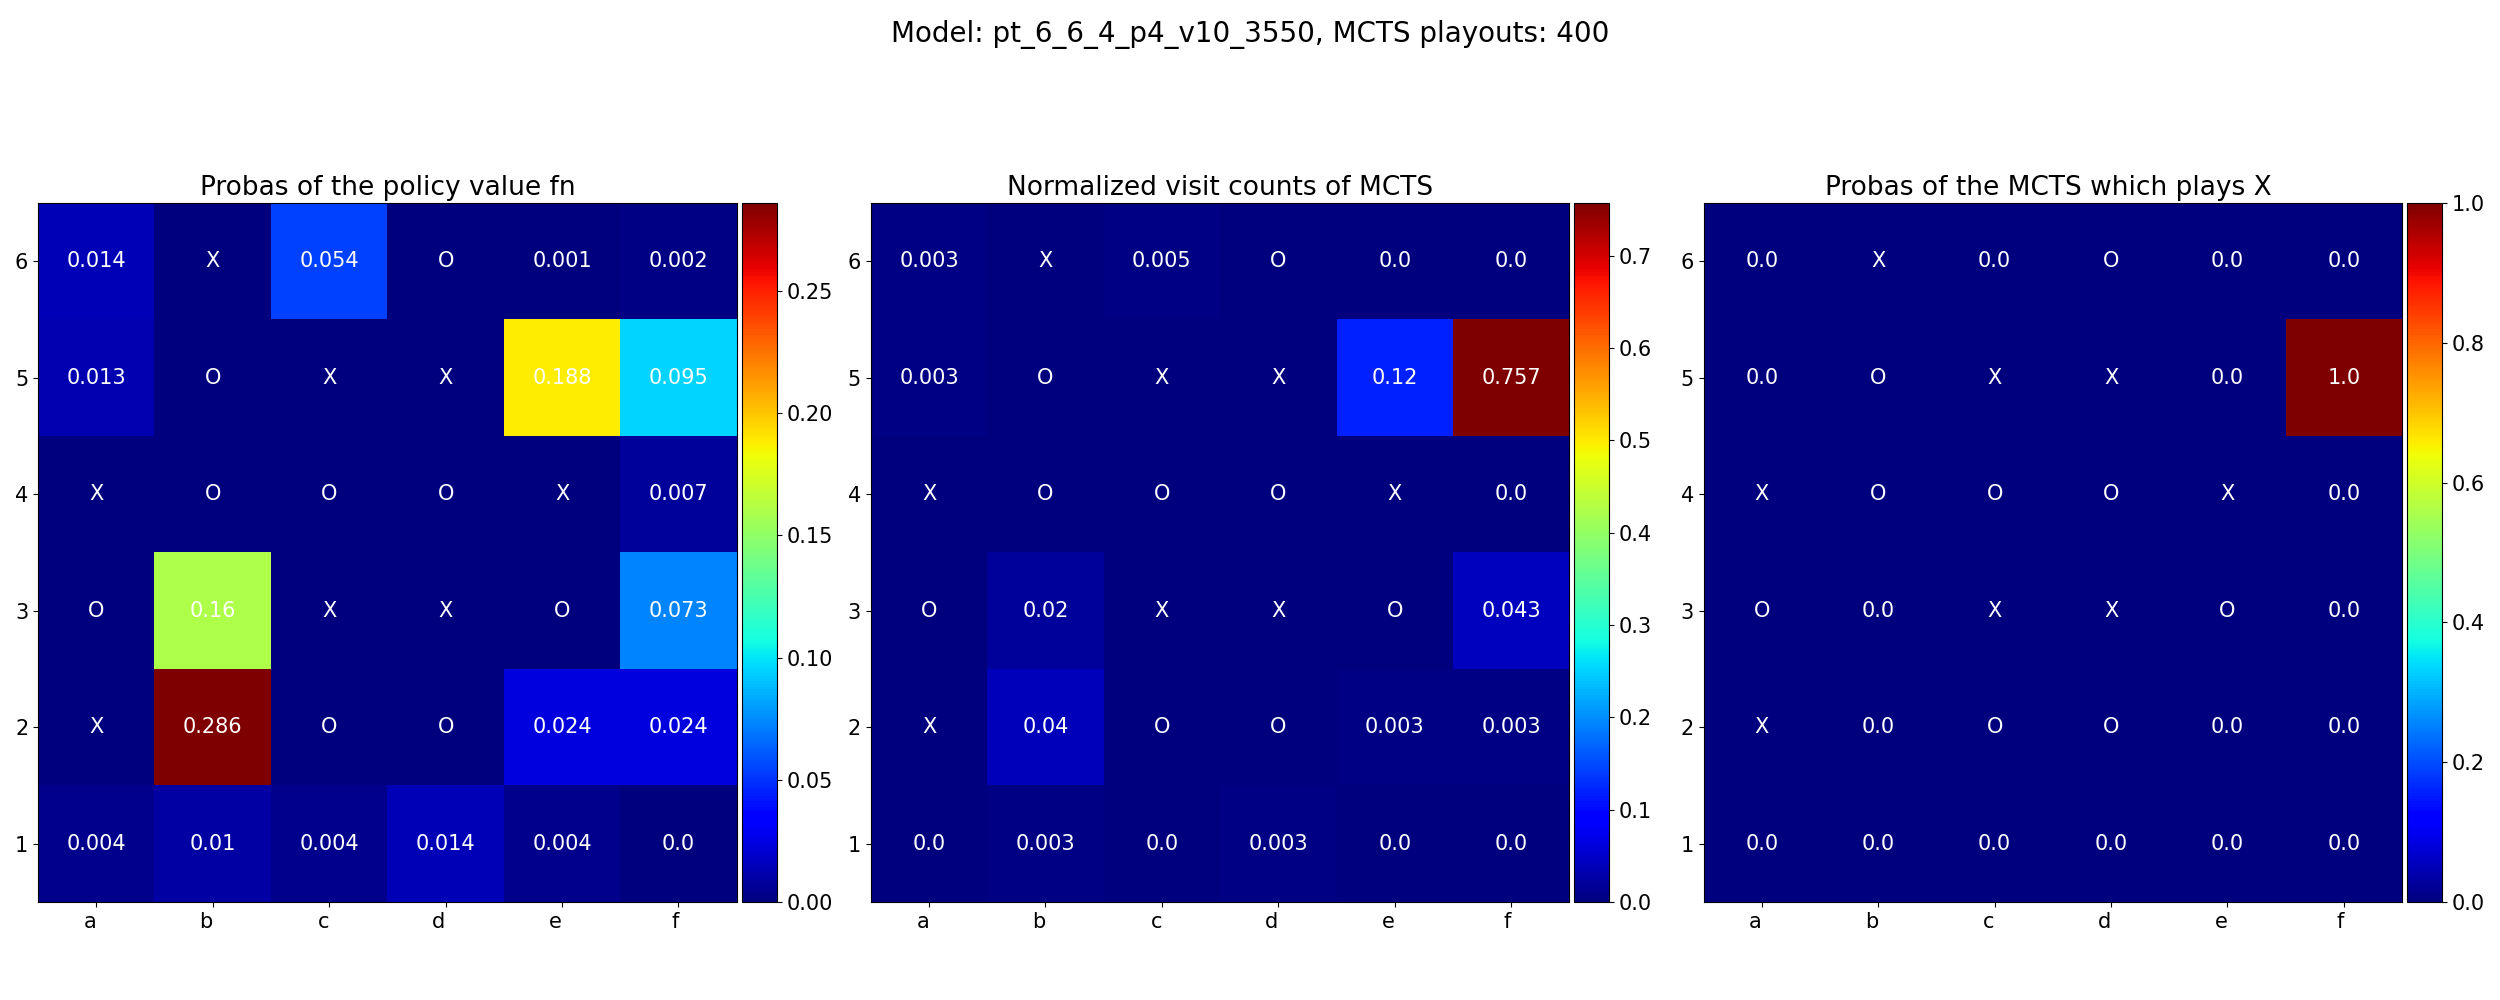 Model: pt_6_6_4_p4_v10_3550, MCTS playouts: 400
Probas of the policy value fn
6 0.014 X 0.054 O 0.001 0.002
5 0.013 O X X 0.188 0.095
4 X O O O X 0.007
3 O 0.16 X X O 0.073
2 X 0.286 O O 0.024 0.024
1 0.004 0.01 0.004 0.014 0.004 0.0
a b c d e f
0.25
0.20
0.15
0.10
0.05
0.00
Normalized visit counts of MCTS
6 0.003 X 0.005 O 0.0 0.0
5 0.003 O X X 0.12 0.757
4 X O O O X 0.0
3 O 0.02 X X O 0.043
2 X 0.04 O O 0.003 0.003
1 0.0 0.003 0.0 0.003 0.0 0.0
a b c d e f
0.7
0.6
0.5
0.4
0.3
0.2
0.1
0.0
Probas of the MCTS which plays X
6 0.0 X 0.0 O 0.0 0.0
5 0.0 O X X 0.0 1.0
4 X O O O X 0.0
3 O 0.0 X X O 0.0
2 X 0.0 O O 0.0 0.0
1 0.0 0.0 0.0 0.0 0.0 0.0
a b c d e f
1.0
0.8
0.6
0.4
0.2
0.0